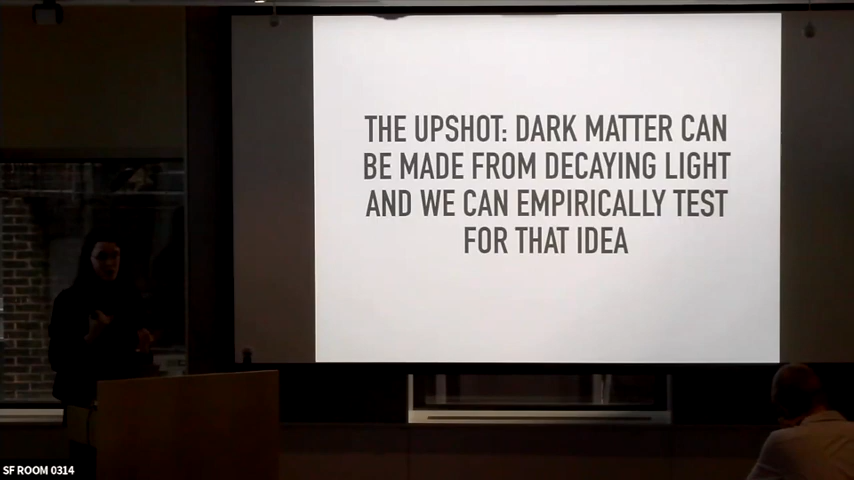 THE UPSHOT: DARK MATTER CAN
BE MADE FROM DECAYING LIGHT
AND WE CAN EMPIRICALLY TEST
FOR THAT IDEA
SF ROOM 0314